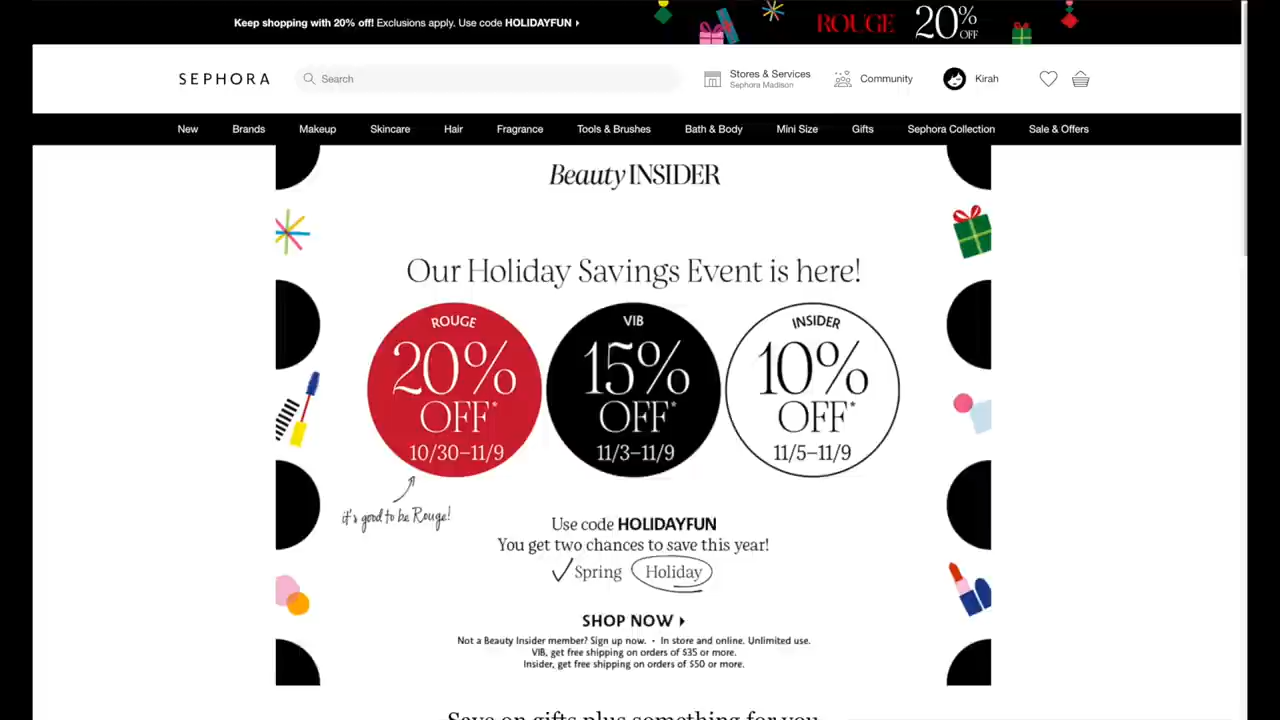 Keep shopping with 20% off! Exclusions apply. Use code HOLIDAYFUN
ROUGE 20% OFF
SEPHORA
Search
Stores & Services
Sephora Madison
Community
Kirah
New Brands Makeup Skincare Hair Fragrance Tools & Brushes Bath & Body Mini Size Gifts Sephora Collection Sale & Offers
Beauty INSIDER
Our Holiday Savings Event is here!
ROUGE
20%
OFF*
10/30–11/9
VIB
15%
OFF*
11/3–11/9
INSIDER
10%
OFF*
11/5–11/9
it's good to be Rouge!
Use code HOLIDAYFUN
You get two chances to save this year!
Spring Holiday
SHOP NOW
Not a Beauty Insider member? Sign up now. • In store and online. Unlimited use.
VIB, get free shipping on orders of $35 or more.
Insider, get free shipping on orders of $50 or more.
Save on gifts plus something for you